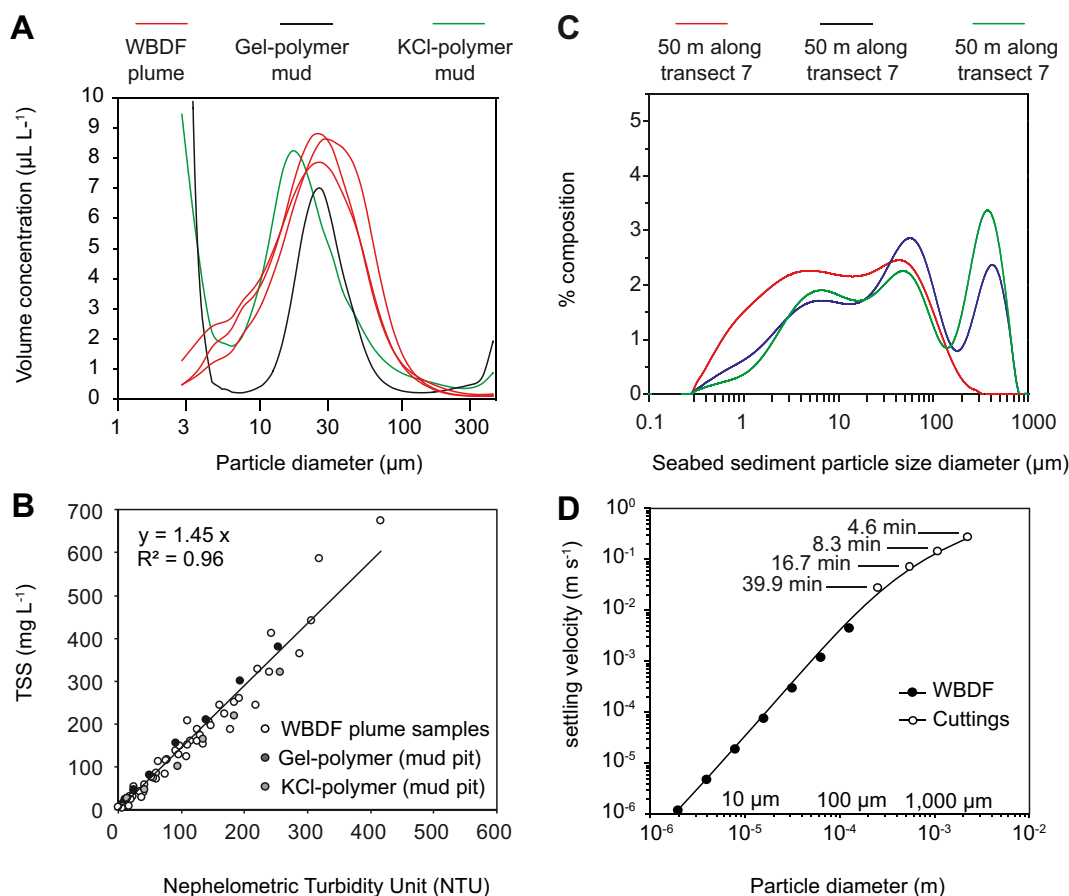 A
WBDF plume
Gel-polymer mud
KCl-polymer mud
Volume concentration (µL L-¹)
10
9
8
7
6
5
4
3
2
1
0
1 3 10 30 100 300
Particle diameter (µm)
C
50 m along transect 7
50 m along transect 7
50 m along transect 7
% composition
5
4
3
2
1
0
0.1 1 10 100 1000
Seabed sediment particle size diameter (µm)
B
y = 1.45 x
R² = 0.96
TSS (mg L⁻¹)
700
600
500
400
300
200
100
0
WBDF plume samples
Gel-polymer (mud pit)
KCl-polymer (mud pit)
0 100 200 300 400 500 600
Nephelometric Turbidity Unit (NTU)
D
settling velocity (m s⁻¹)
10⁰
10⁻¹
10⁻²
10⁻³
10⁻⁴
10⁻⁵
10⁻⁶
4.6 min
8.3 min
16.7 min
39.9 min
WBDF
Cuttings
10 µm 100 µm 1,000 µm
10⁻⁶ 10⁻⁵ 10⁻⁴ 10⁻³ 10⁻²
Particle diameter (m)